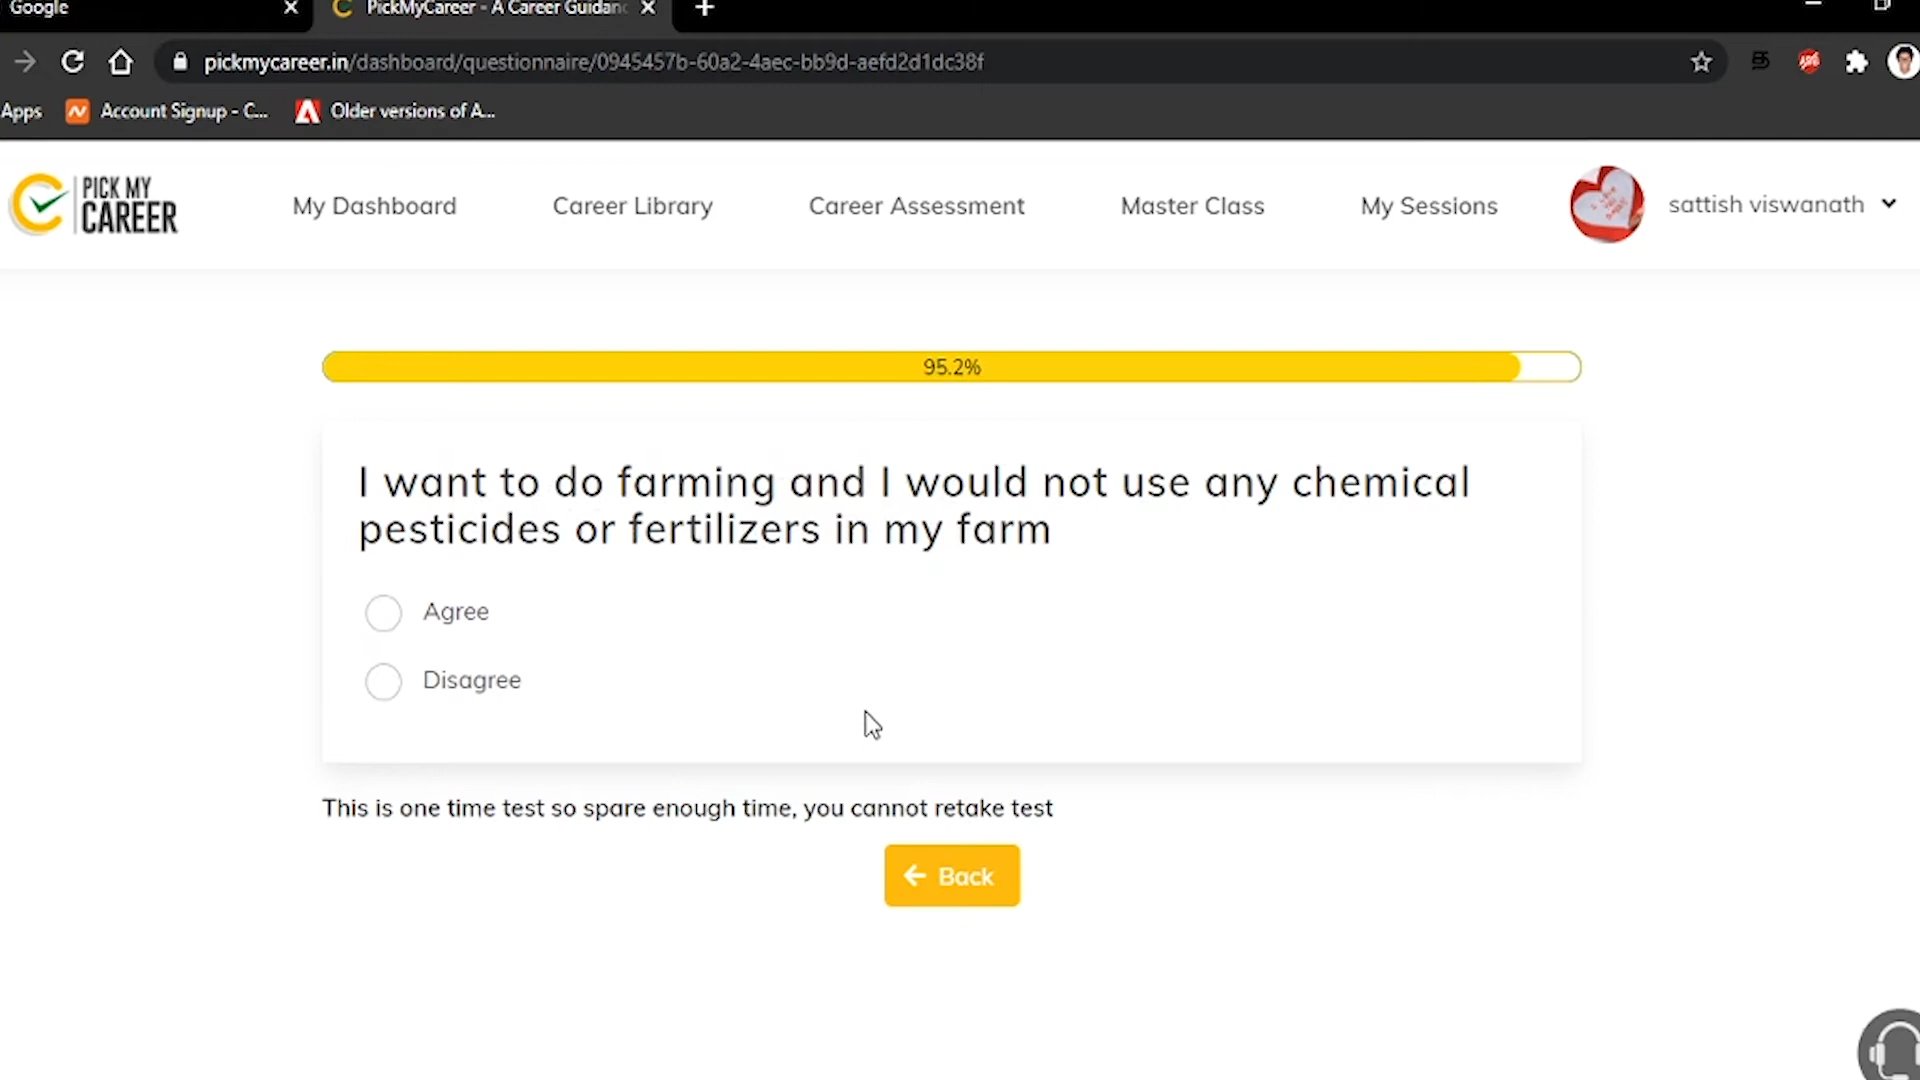 Google
PickMyCareer - A Career Guidanc
pickmycareer.in/dashboard/questionnaire/0945457b-60a2-4aec-bb9d-aefd2d1dc38f
Apps
Account Signup - C...
Older versions of A...
PICK MY
CAREER
My Dashboard
Career Library
Career Assessment
Master Class
My Sessions
sattish viswanath
95.2%
I want to do farming and I would not use any chemical
pesticides or fertilizers in my farm
Agree
Disagree
This is one time test so spare enough time, you cannot retake test
Back